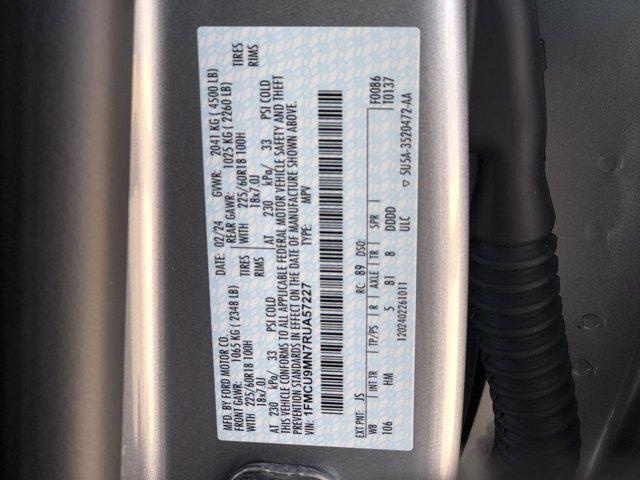 MFD. BY FORD MOTOR CO. DATE: 02/24 GVWR: 2041 KG ( 4500 LB)
FRONT GAWR: 1065 KG ( 2348 LB) REAR GAWR: 1025 KG ( 2260 LB)
WITH 225/60R18 100H TIRES WITH 225/60R18 100H TIRES
18x7.0J RIMS 18x7.0J RIMS
AT 230 kPa/ 33 PSI COLD AT 230 kPa/ 33 PSI COLD
THIS VEHICLE CONFORMS TO ALL APPLICABLE FEDERAL MOTOR VEHICLE SAFETY AND THEFT
PREVENTION STANDARDS IN EFFECT ON THE DATE OF MANUFACTURE SHOWN ABOVE.
VIN: 1FMCU9MN7RUA57227 TYPE: MPV
EXT PNT: JS RC: 89 DSO: F0086
WB INT TR TP/PS R AXLE TR SPR T0137
106 HM 5 81 8 DDDD
ULC
1202402261011 5U5A-3520472-AA